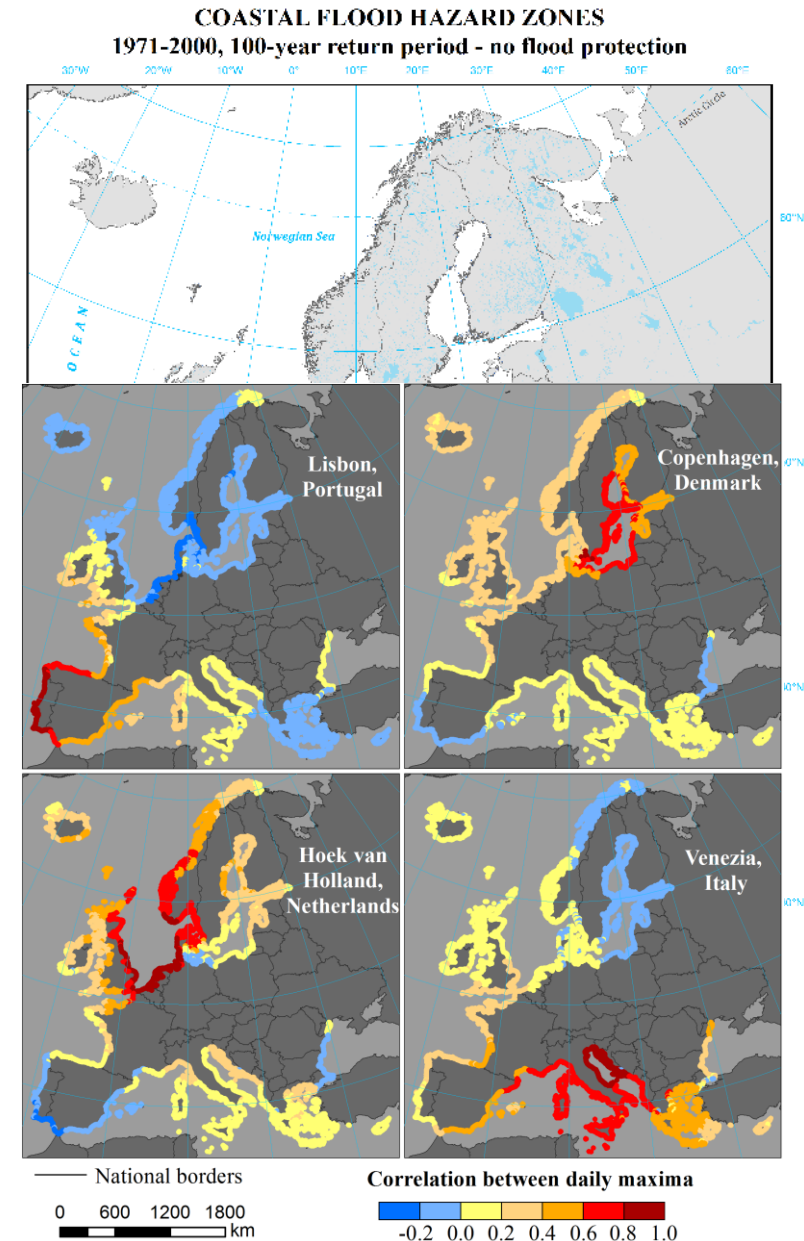 COASTAL FLOOD HAZARD ZONES
1971-2000, 100-year return period - no flood protection
30°W 20°W 10°W 0° 10°E 20°E 30°E 40°E 50°E 60°E
Arctic Circle
60°N
Norwegian Sea
OCEAN
Lisbon,
Portugal
Copenhagen,
Denmark
Hoek van
Holland,
Netherlands
Venezia,
Italy
National borders
0 600 1200 1800
km
Correlation between daily maxima
-0.2 0.0 0.2 0.4 0.6 0.8 1.0